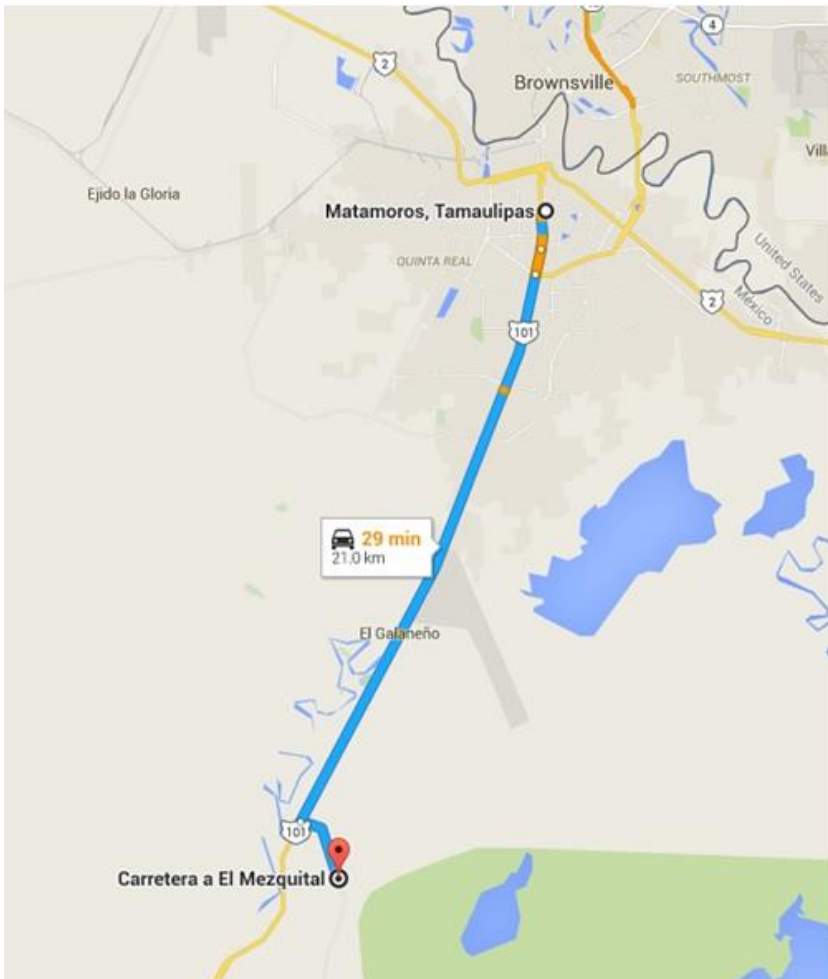 4
2
Brownsville
SOUTHMOST
Villa
Ejido la Gloria
Matamoros, Tamaulipas
QUINTA REAL
United States
México
2
101
29 min
21.0 km
El Galaneño
101
Carretera a El Mezquital